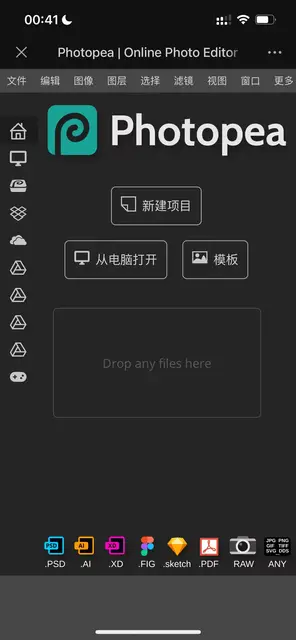 00:41
Photopea | Online Photo Editor
文件 编辑 图像 图层 选择 滤镜 视图 窗口 更多
Photopea
新建项目
从电脑打开 模板
Drop any files here
PSD AI XD JPG PNG
GIF TIFF
SVG DDS
.PSD .AI .XD .FIG .sketch .PDF RAW ANY